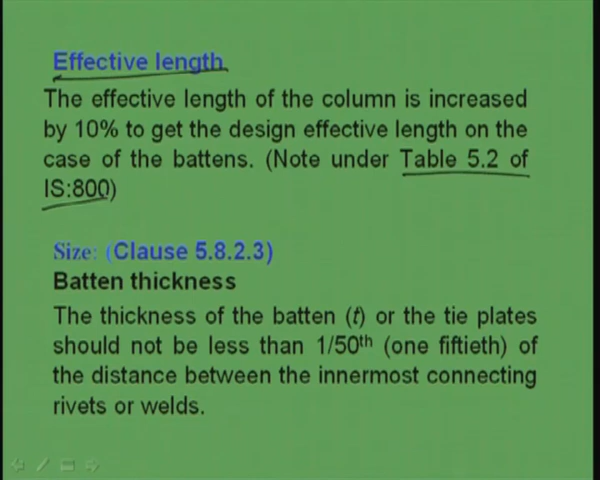 Effective length
The effective length of the column is increased
by 10% to get the design effective length on the
case of the battens. (Note under Table 5.2 of
IS:800)
Size: (Clause 5.8.2.3)
Batten thickness
The thickness of the batten (t) or the tie plates
should not be less than 1/50th (one fiftieth) of
the distance between the innermost connecting
rivets or welds.